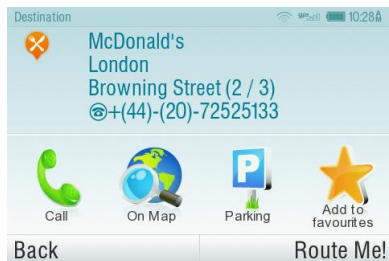 Destination 10:28A
McDonald's
London
Browning Street (2 / 3)
+(44)-(20)-72525133
P
Call On Map Parking Add to
favourites
Back Route Me!